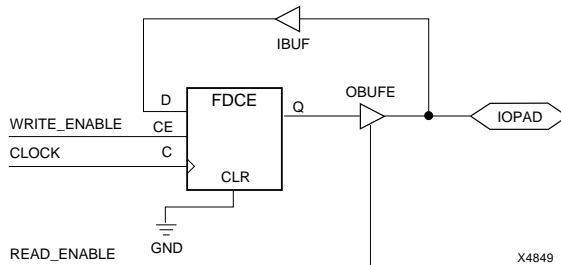 IBUF
D
FDCE
Q
OBUFE
WRITE_ENABLE
CE
IOPAD
CLOCK
C
CLR
GND
READ_ENABLE
X4849